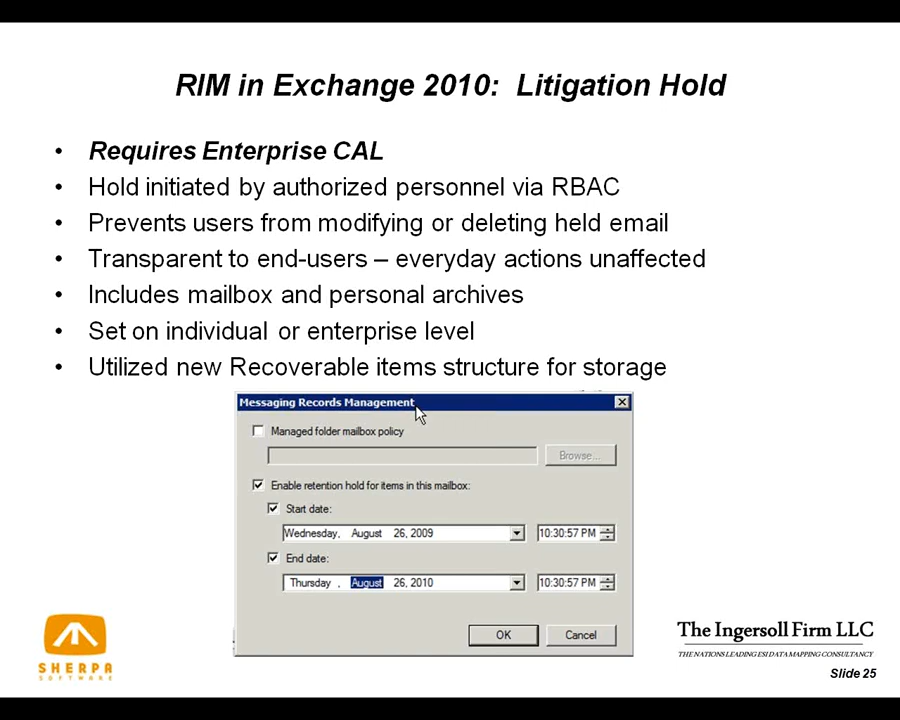 RIM in Exchange 2010: Litigation Hold
• Requires Enterprise CAL
• Hold initiated by authorized personnel via RBAC
• Prevents users from modifying or deleting held email
• Transparent to end-users – everyday actions unaffected
• Includes mailbox and personal archives
• Set on individual or enterprise level
• Utilized new Recoverable items structure for storage
Messaging Records Management
Managed folder mailbox policy
Browse...
Enable retention hold for items in this mailbox:
Start date:
Wednesday, August 26, 2009 10:30:57 PM
End date:
Thursday , August 26, 2010 10:30:57 PM
OK Cancel
SHERPA
SOFTWARE
The Ingersoll Firm LLC
THE NATIONS LEADING ESI DATA MAPPING CONSULTANCY
Slide 25